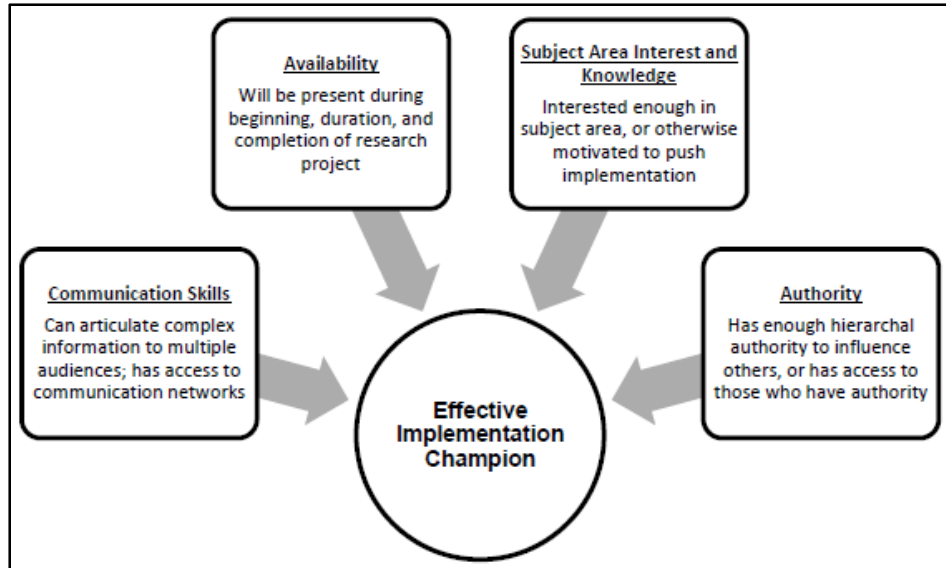 Availability
Will be present during
beginning, duration, and
completion of research
project
Subject Area Interest and
Knowledge
Interested enough in
subject area, or otherwise
motivated to push
implementation
Communication Skills
Can articulate complex
information to multiple
audiences; has access to
communication networks
Authority
Has enough hierarchal
authority to influence
others, or has access to
those who have authority
Effective
Implementation
Champion